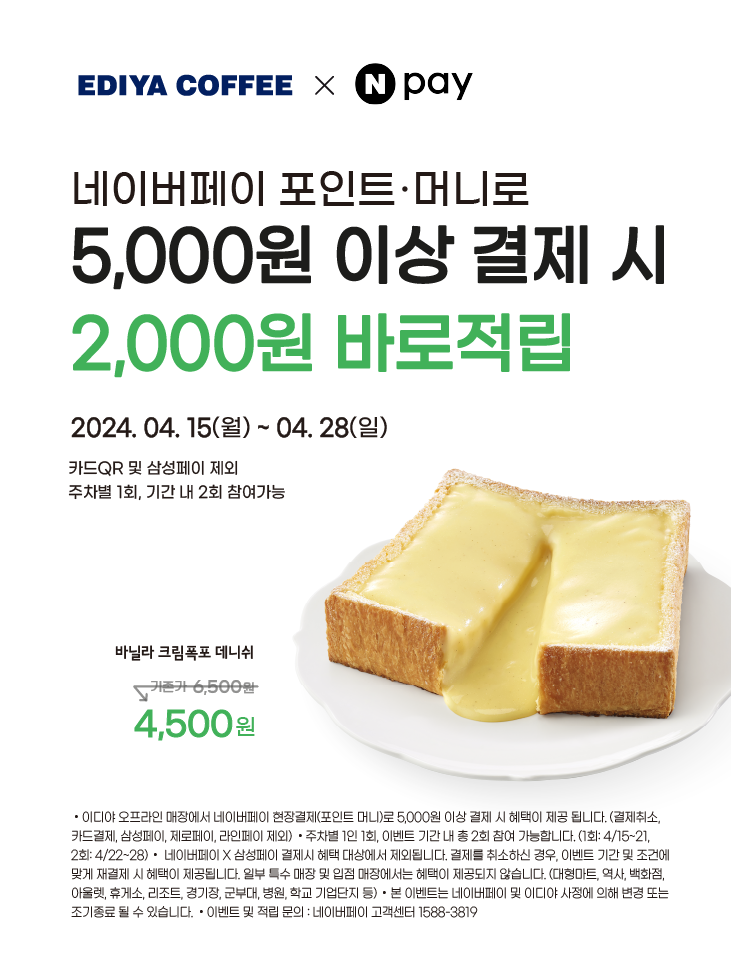 EDIYA COFFEE × N pay
네이버페이 포인트·머니로
5,000원 이상 결제 시
2,000원 바로적립
2024. 04. 15(월) ~ 04. 28(일)
카드QR 및 삼성페이 제외
주차별 1회, 기간 내 2회 참여가능
바닐라 크림폭포 데니쉬
기존가 6,500원
4,500원
• 이디야 오프라인 매장에서 네이버페이 현장결제(포인트 머니)로 5,000원 이상 결제 시 혜택이 제공 됩니다. (결제취소,
카드결제, 삼성페이, 제로페이, 라인페이 제외) • 주차별 1인 1회, 이벤트 기간 내 총 2회 참여 가능합니다. (1회: 4/15~21,
2회: 4/22~28) • 네이버페이 X 삼성페이 결제시 혜택 대상에서 제외됩니다. 결제를 취소하신 경우, 이벤트 기간 및 조건에
맞게 재결제 시 혜택이 제공됩니다. 일부 특수 매장 및 입점 매장에서는 혜택이 제공되지 않습니다. (대형마트, 역사, 백화점,
아울렛, 휴게소, 리조트, 경기장, 군부대, 병원, 학교 기업단지 등) • 본 이벤트는 네이버페이 및 이디야 사정에 의해 변경 또는
조기종료 될 수 있습니다. • 이벤트 및 적립 문의 : 네이버페이 고객센터 1588-3819